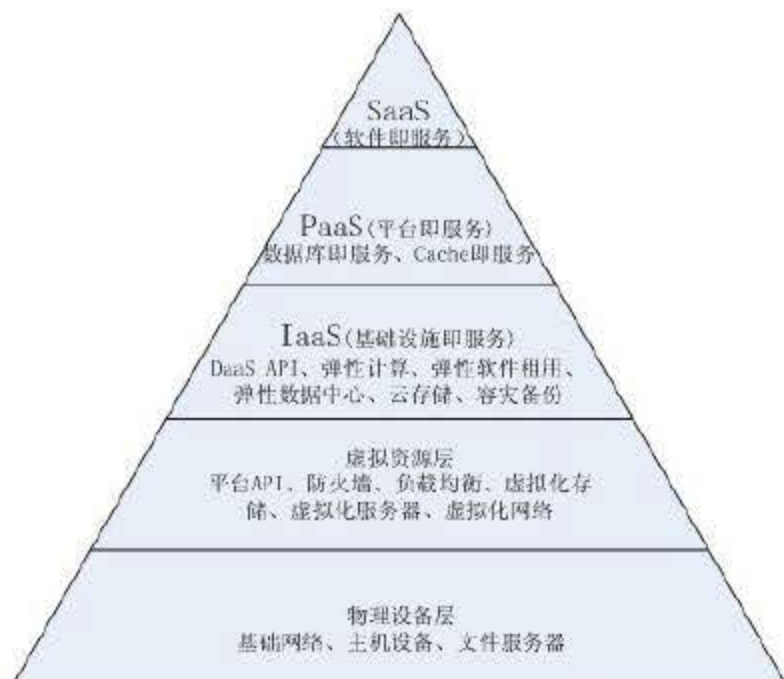 SaaS
(软件即服务)
PaaS(平台即服务)
数据库即服务、Cache即服务
IaaS(基础设施即服务)
DaaS API、弹性计算、弹性软件租用、
弹性数据中心、云存储、容灾备份
虚拟资源层
平台API、防火墙、负载均衡、虚拟化存
储、虚拟化服务器、虚拟化网络
物理设备层
基础网络、主机设备、文件服务器